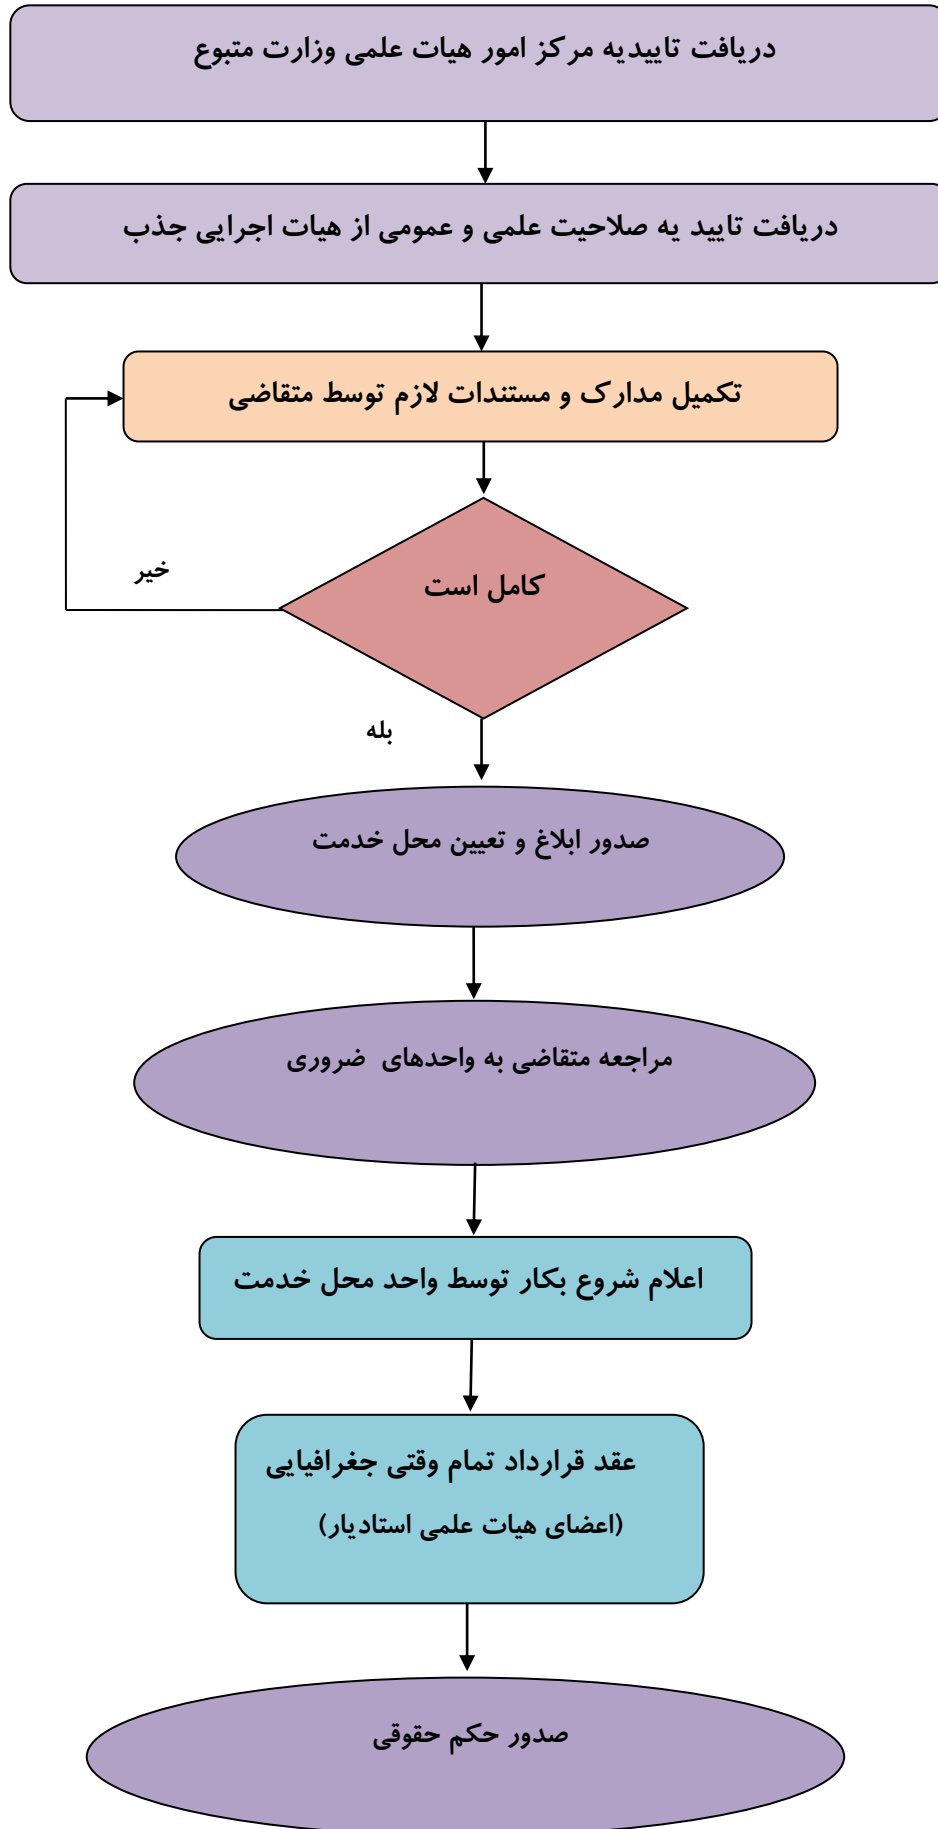 دریافت تاییدیه مرکز امور هیات علمی وزارت متبوع
دریافت تایید یه صلاحیت علمی و عمومی از هیات اجرایی جذب
تکمیل مدارک و مستندات لازم توسط متقاضی
کامل است
خیر
بله
صدور ابلاغ و تعیین محل خدمت
مراجعه متقاضی به واحدهای ضروری
اعلام شروع بکار توسط واحد محل خدمت
عقد قرارداد تمام وقتی جغرافیایی
(اعضای هیات علمی استادیار)
صدور حکم حقوقی